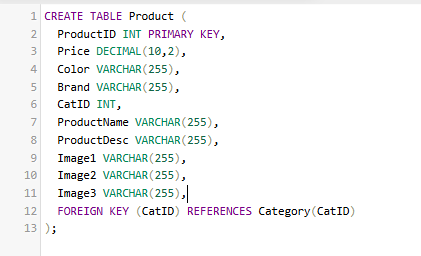 1 CREATE TABLE Product (
2 ProductID INT PRIMARY KEY,
3 Price DECIMAL(10,2),
4 Color VARCHAR(255),
5 Brand VARCHAR(255),
6 CatID INT,
7 ProductName VARCHAR(255),
8 ProductDesc VARCHAR(255),
9 Image1 VARCHAR(255),
10 Image2 VARCHAR(255),
11 Image3 VARCHAR(255),
12 FOREIGN KEY (CatID) REFERENCES Category(CatID)
13 );